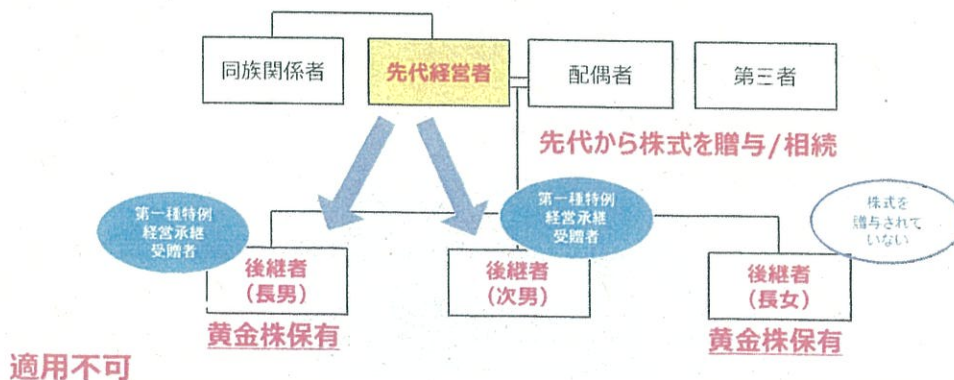 同族関係者
先代経営者
配偶者
第三者
先代から株式を贈与/相続
第一種特例
経営承継
受贈者
第一種特例
経営承継
受贈者
株式を
贈与されて
いない
後継者
(長男)
後継者
(次男)
後継者
(長女)
黄金株保有
黄金株保有
適用不可